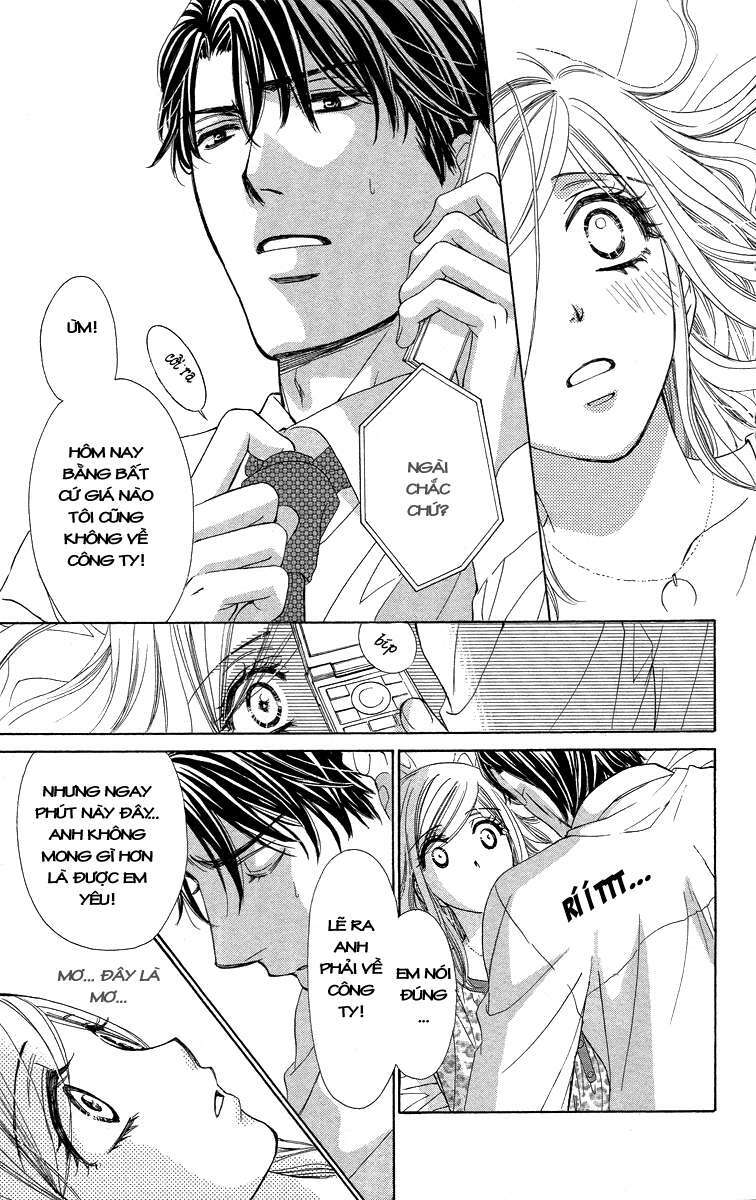 NGÀI
CHẮC
CHỨ?
ỪM!
cởi ra
HÔM NAY
BẰNG BẤT
CỨ GIÁ NÀO
TÔI CŨNG
KHÔNG VỀ
CÔNG TY!
bíp
RÍ Í TTT...
EM NÓI
ĐÚNG
...
LẼ RA
ANH
PHẢI VỀ
CÔNG
TY!
NHƯNG NGAY
PHÚT NÀY ĐÂY..
ANH KHÔNG
MONG GÌ HƠN
LÀ ĐƯỢC EM
YÊU!
MƠ... ĐÂY LÀ
MƠ...